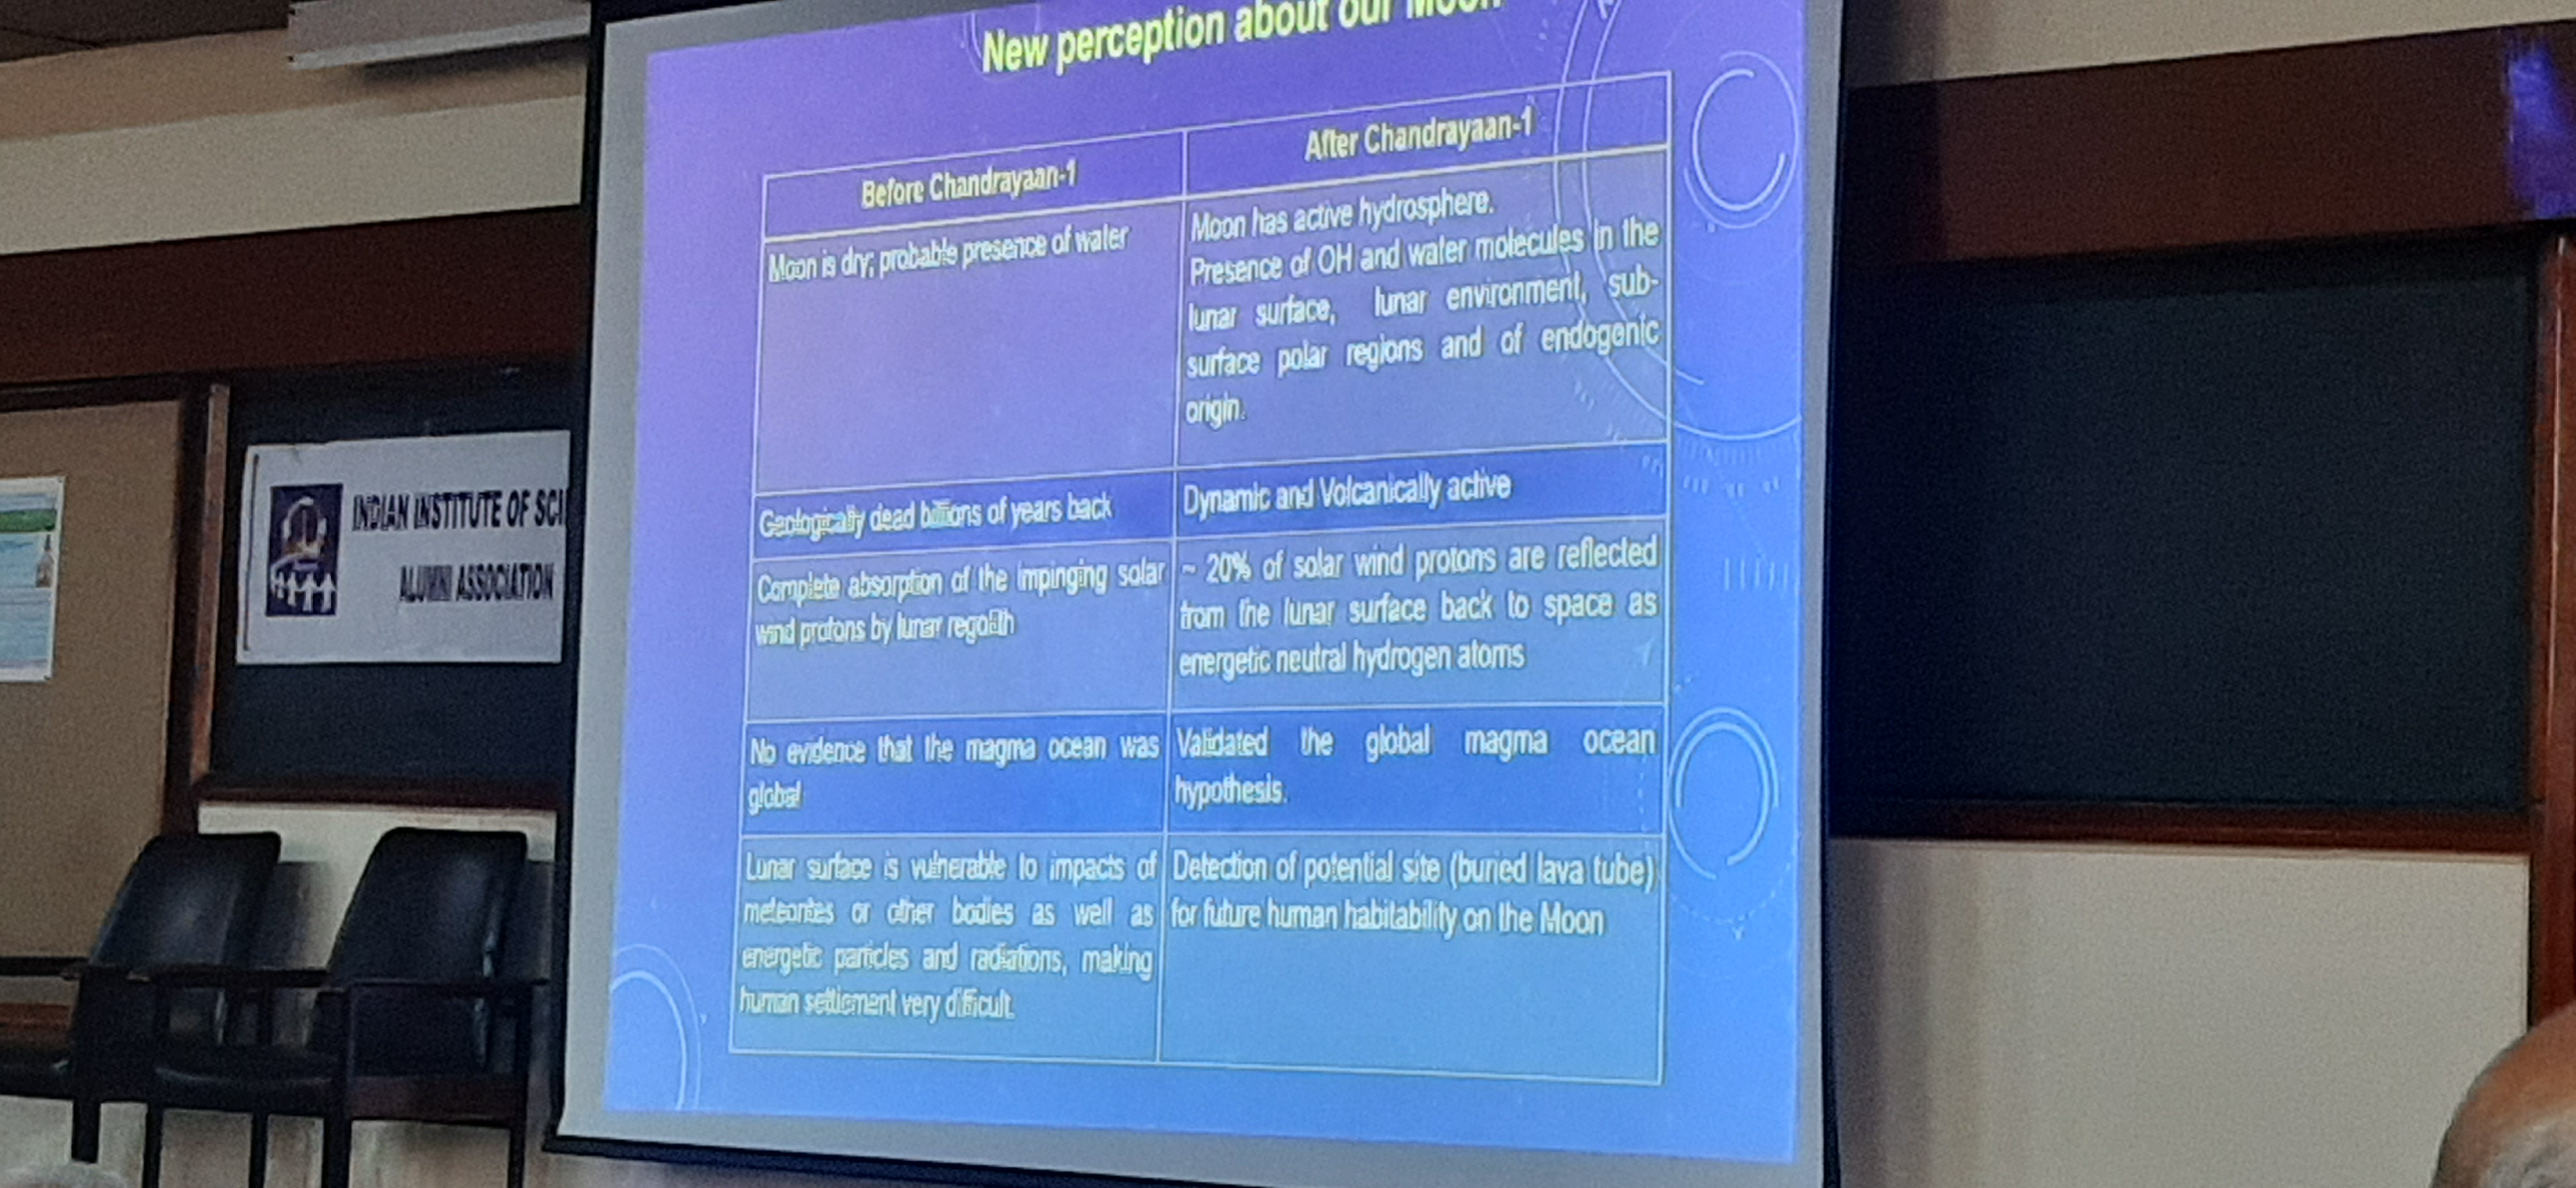 New perception about our Moon
Before Chandrayaan-1
After Chandrayaan-1
Moon is dry; probable presence of water
Moon has active hydrosphere.
Presence of OH and water molecules in the
lunar surface, lunar environment, sub-
surface polar regions and of endogenic
origin.
Geologically dead billions of years back
Dynamic and Volcanically active
Complete absorption of the impinging solar
wind protons by lunar regolith
~ 20% of solar wind protons are reflected
from the lunar surface back to space as
energetic neutral hydrogen atoms
No evidence that the magma ocean was
global
Validated the global magma ocean
hypothesis.
Lunar surface is vulnerable to impacts of
meteorites or other bodies as well as
energetic particles and radiations, making
human settlement very difficult.
Detection of potential site (buried lava tube)
for future human habitability on the Moon
INDIAN INSTITUTE OF SCI
ALUMNI ASSOCIATION